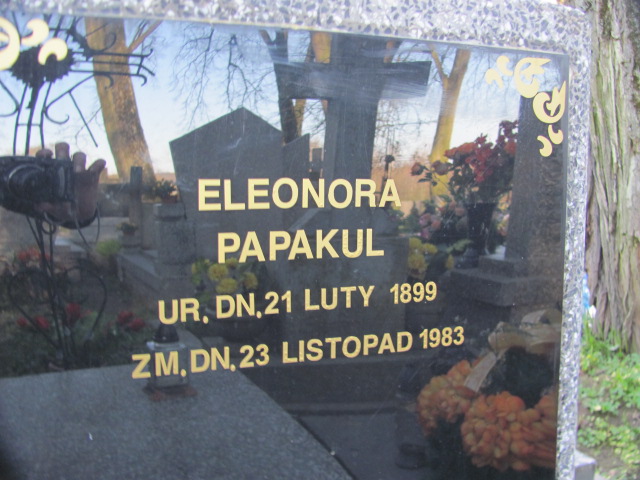 ELEONORA
PAPAKUL
UR. DN. 21 LUTY 1899
ZM. DN. 23 LISTOPAD 1983